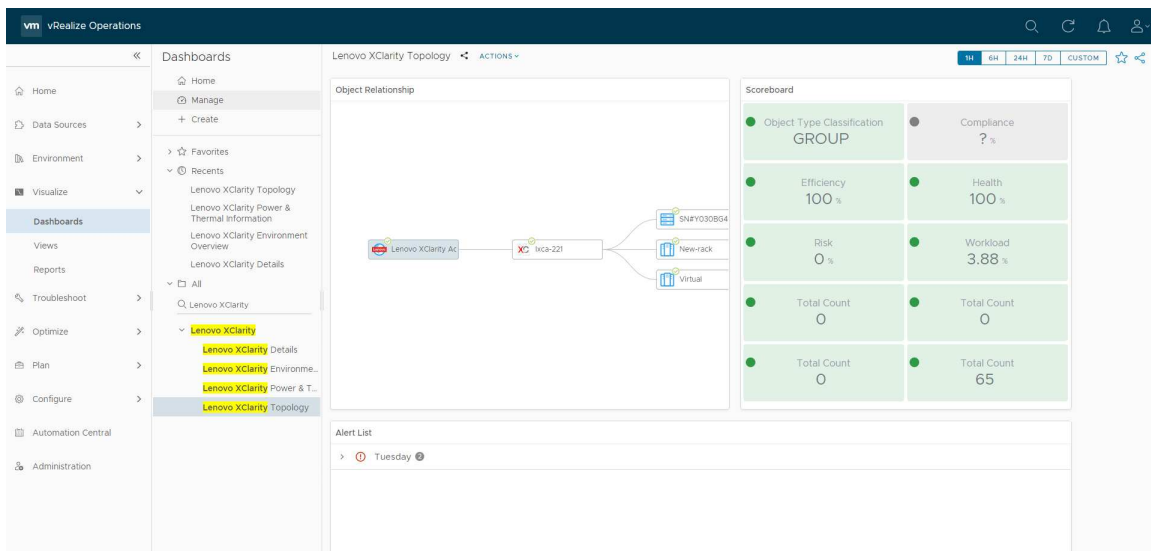 vm vRealize Operations
Home
Data Sources
Environment
Visualize
Dashboards
Views
Reports
Troubleshoot
Optimize
Plan
Configure
Automation Central
Administration
Dashboards
Home
Manage
+ Create
Favorites
Recents
Lenovo XClarity Topology
Lenovo XClarity Power &
Thermal Information
Lenovo XClarity Environment
Overview
Lenovo XClarity Details
All
Lenovo XClarity
Lenovo XClarity
Lenovo XClarity Details
Lenovo XClarity Environme...
Lenovo XClarity Power & T...
Lenovo XClarity Topology
Lenovo XClarity Topology ACTIONS
1H 6H 24H 7D CUSTOM
Object Relationship
Lenovo XClarity Ac
XC lxca-221
SN#Y030BG4
New-rack
Virtual
Scoreboard
Object Type Classification
GROUP
Compliance
? %
Efficiency
100 %
Health
100 %
Risk
0 %
Workload
3.88 %
Total Count
0
Total Count
0
Total Count
0
Total Count
65
Alert List
Tuesday 2